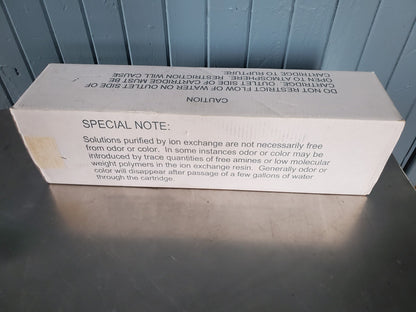 CAUTION
DO NOT RESTRICT FLOW OF WATER ON OUTLET SIDE OF
CARTRIDGE. OUTLET SIDE OF CARTRIDGE MUST BE
OPEN TO ATMOSPHERE. RESTRICTION WILL CAUSE
CARTRIDGE TO RUPTURE
SPECIAL NOTE:
Solutions purified by ion exchange are not necessarily free
from odor or color. In some instances odor or color may be
introduced by trace quantities of free amines or low molecular
weight polymers in the ion exchange resin. Generally odor or
color will disappear after passage of a few gallons of water
through the cartridge.